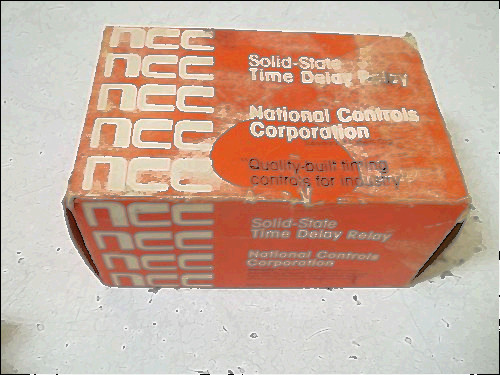 ncc
ncc
ncc
ncc
ncc
Solid-State
Time Delay Relay
National Controls
Corporation
"Quality-built timing
controls for industry"
ncc
ncc
ncc
ncc
Solid-State
Time Delay Relay
National Controls
Corporation